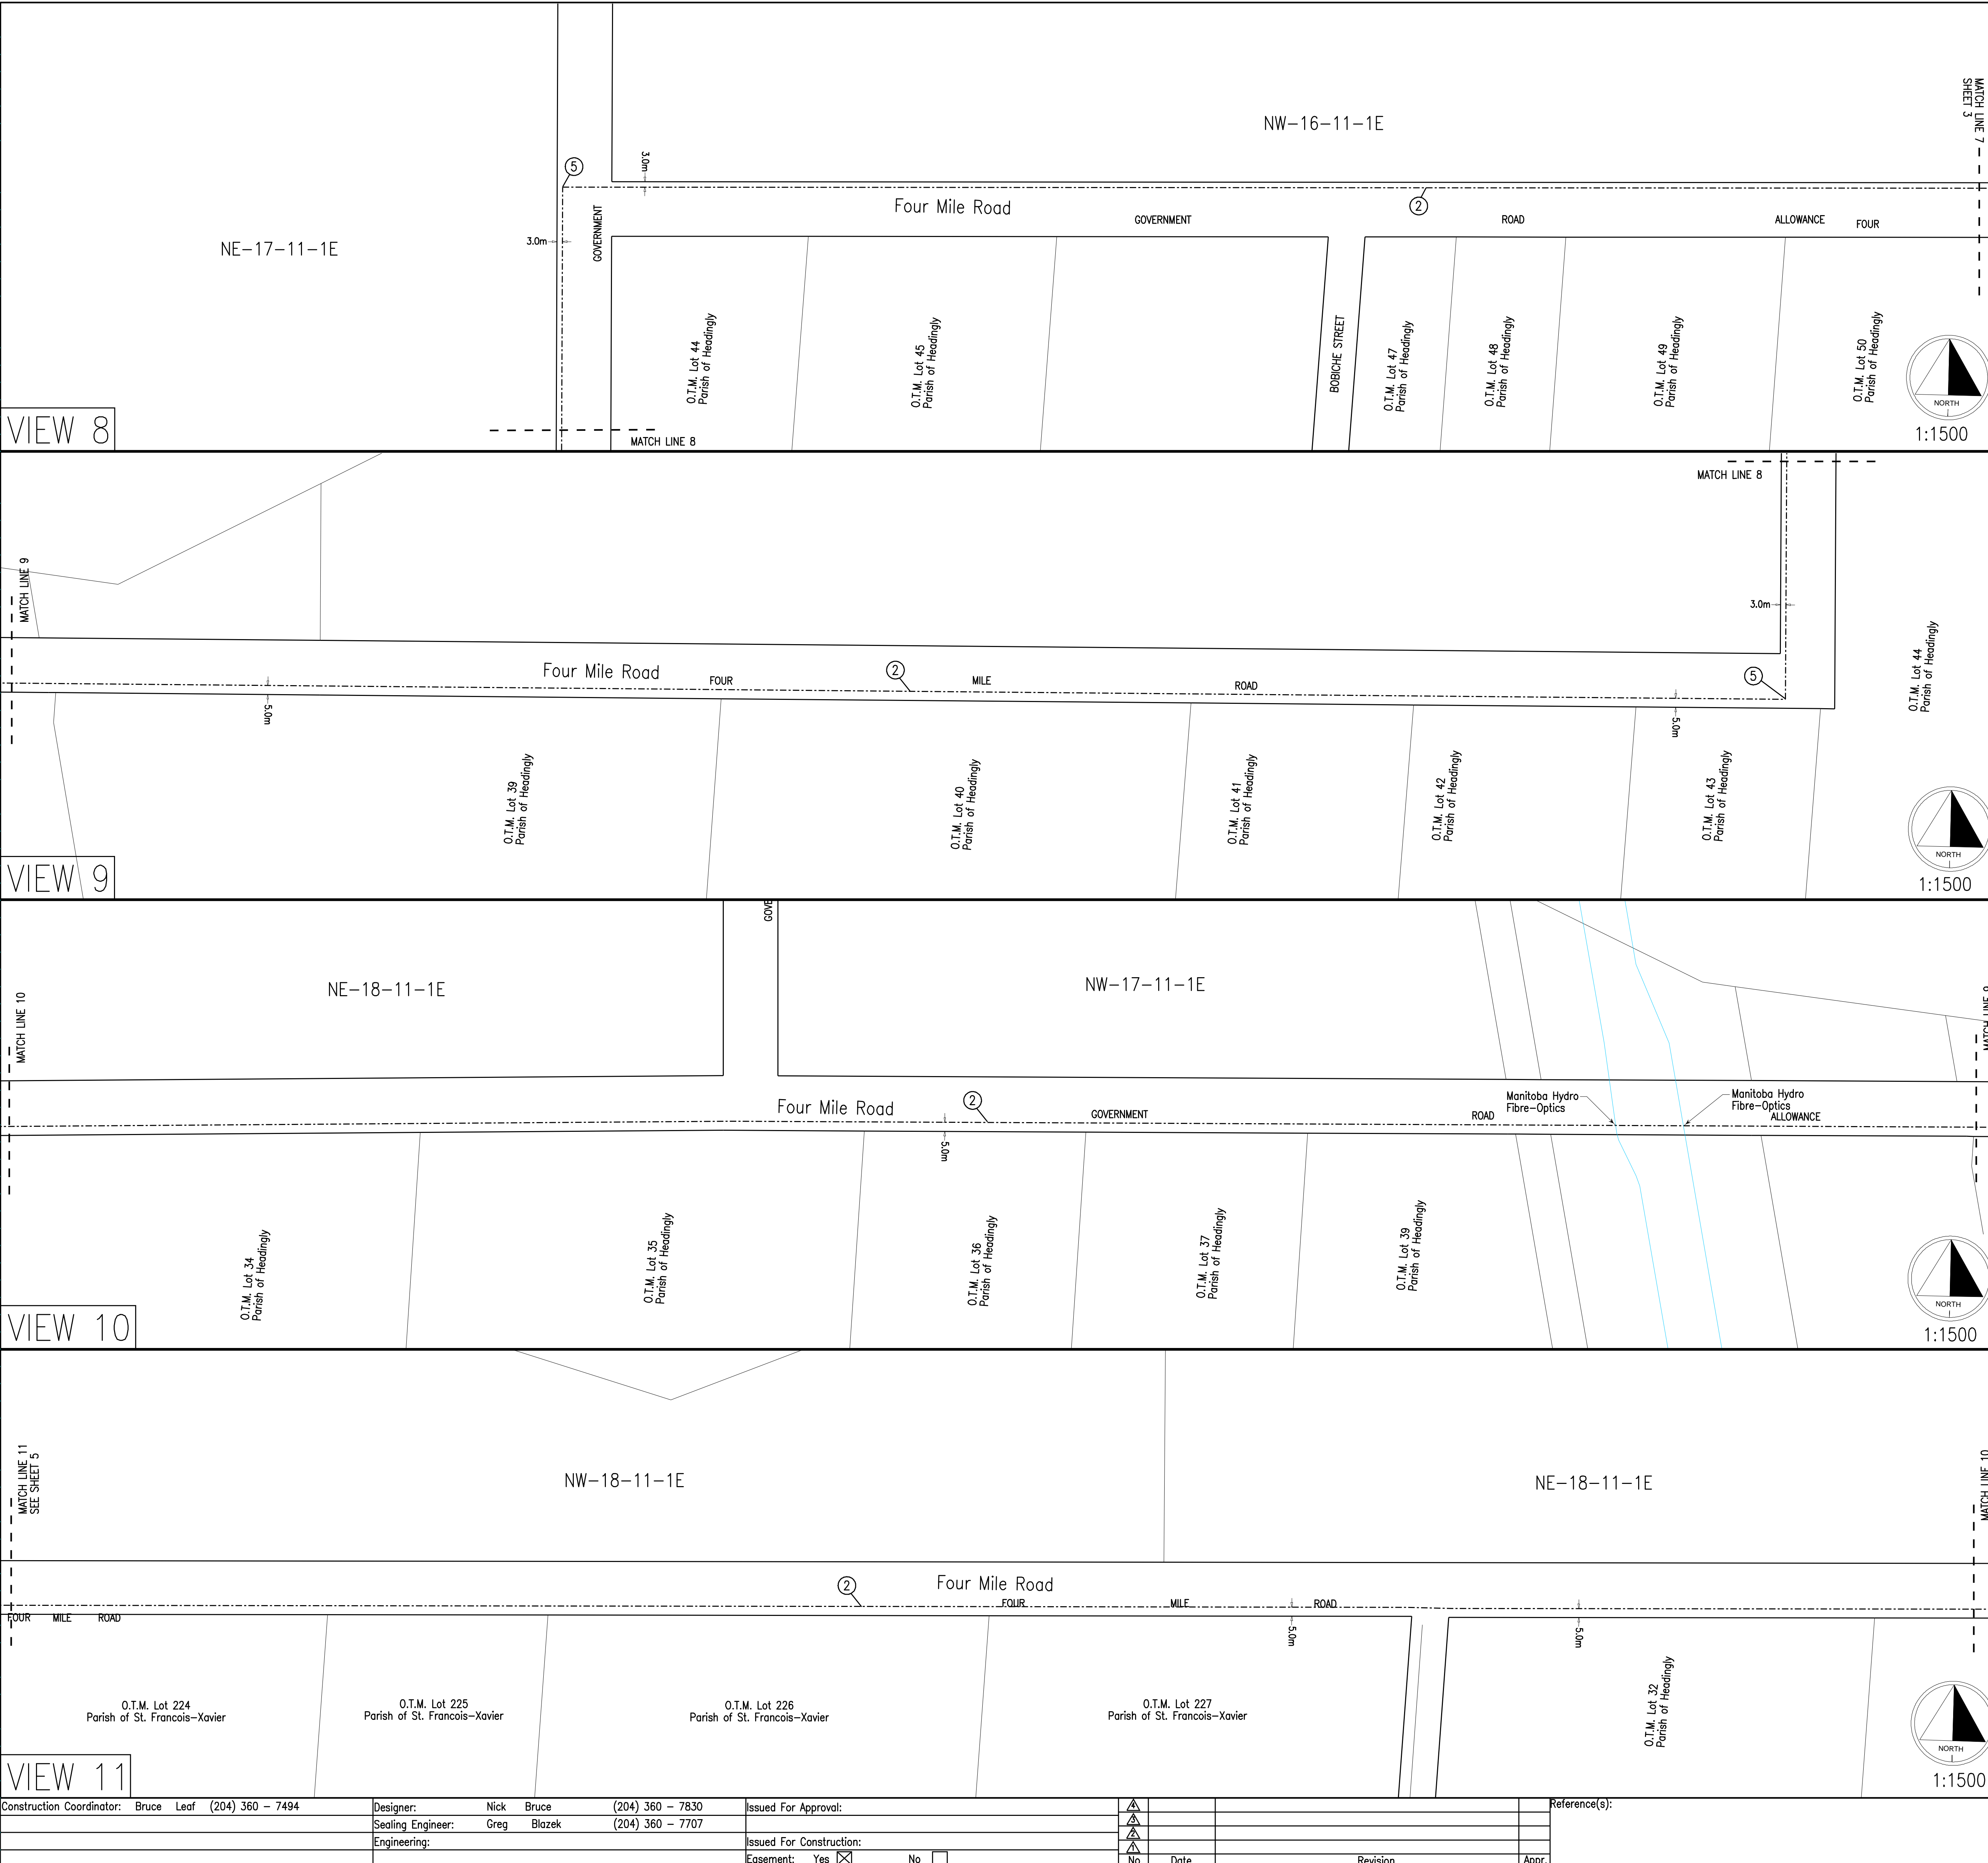 MATCH LINE 7
SHEET 3
NW-16-11-1E
5
3.0m
Four Mile Road
2
GOVERNMENT
GOVERNMENT
ROAD
ALLOWANCE
FOUR
NE-17-11-1E
3.0m
O.T.M. Lot 44
Parish of Headingly
O.T.M. Lot 45
Parish of Headingly
BOBICHE STREET
O.T.M. Lot 47
Parish of Headingly
O.T.M. Lot 48
Parish of Headingly
O.T.M. Lot 49
Parish of Headingly
O.T.M. Lot 50
Parish of Headingly
NORTH
1:1500
MATCH LINE 8
VIEW 8
MATCH LINE 8
MATCH LINE 9
3.0m
Four Mile Road
FOUR
2
MILE
ROAD
5
5.0m
5.0m
O.T.M. Lot 44
Parish of Headingly
O.T.M. Lot 39
Parish of Headingly
O.T.M. Lot 40
Parish of Headingly
O.T.M. Lot 41
Parish of Headingly
O.T.M. Lot 42
Parish of Headingly
O.T.M. Lot 43
Parish of Headingly
NORTH
1:1500
VIEW 9
GOVE
MATCH LINE 10
NE-18-11-1E
NW-17-11-1E
Four Mile Road
2
GOVERNMENT
ROAD
Manitoba Hydro
Fibre-Optics
Manitoba Hydro
Fibre-Optics
ALLOWANCE
5.0m
O.T.M. Lot 34
Parish of Headingly
O.T.M. Lot 35
Parish of Headingly
O.T.M. Lot 36
Parish of Headingly
O.T.M. Lot 37
Parish of Headingly
O.T.M. Lot 39
Parish of Headingly
NORTH
1:1500
VIEW 10
MATCH LINE 11
SEE SHEET 5
NW-18-11-1E
NE-18-11-1E
MATCH LINE 10
2
Four Mile Road
FOUR MILE ROAD
FOUR MILE ROAD
5.0m
5.0m
O.T.M. Lot 224
Parish of St. Francois-Xavier
O.T.M. Lot 225
Parish of St. Francois-Xavier
O.T.M. Lot 226
Parish of St. Francois-Xavier
O.T.M. Lot 227
Parish of St. Francois-Xavier
O.T.M. Lot 32
Parish of Headingly
NORTH
1:1500
VIEW 11
Construction Coordinator: Bruce Leaf (204) 360 - 7494
Designer: Nick Bruce (204) 360 - 7830
Sealing Engineer: Greg Blazek (204) 360 - 7707
Engineering:
Issued For Approval:
Issued For Construction:
Easement: Yes No
4
3
2
1
No Date Revision Appr.
Reference(s):